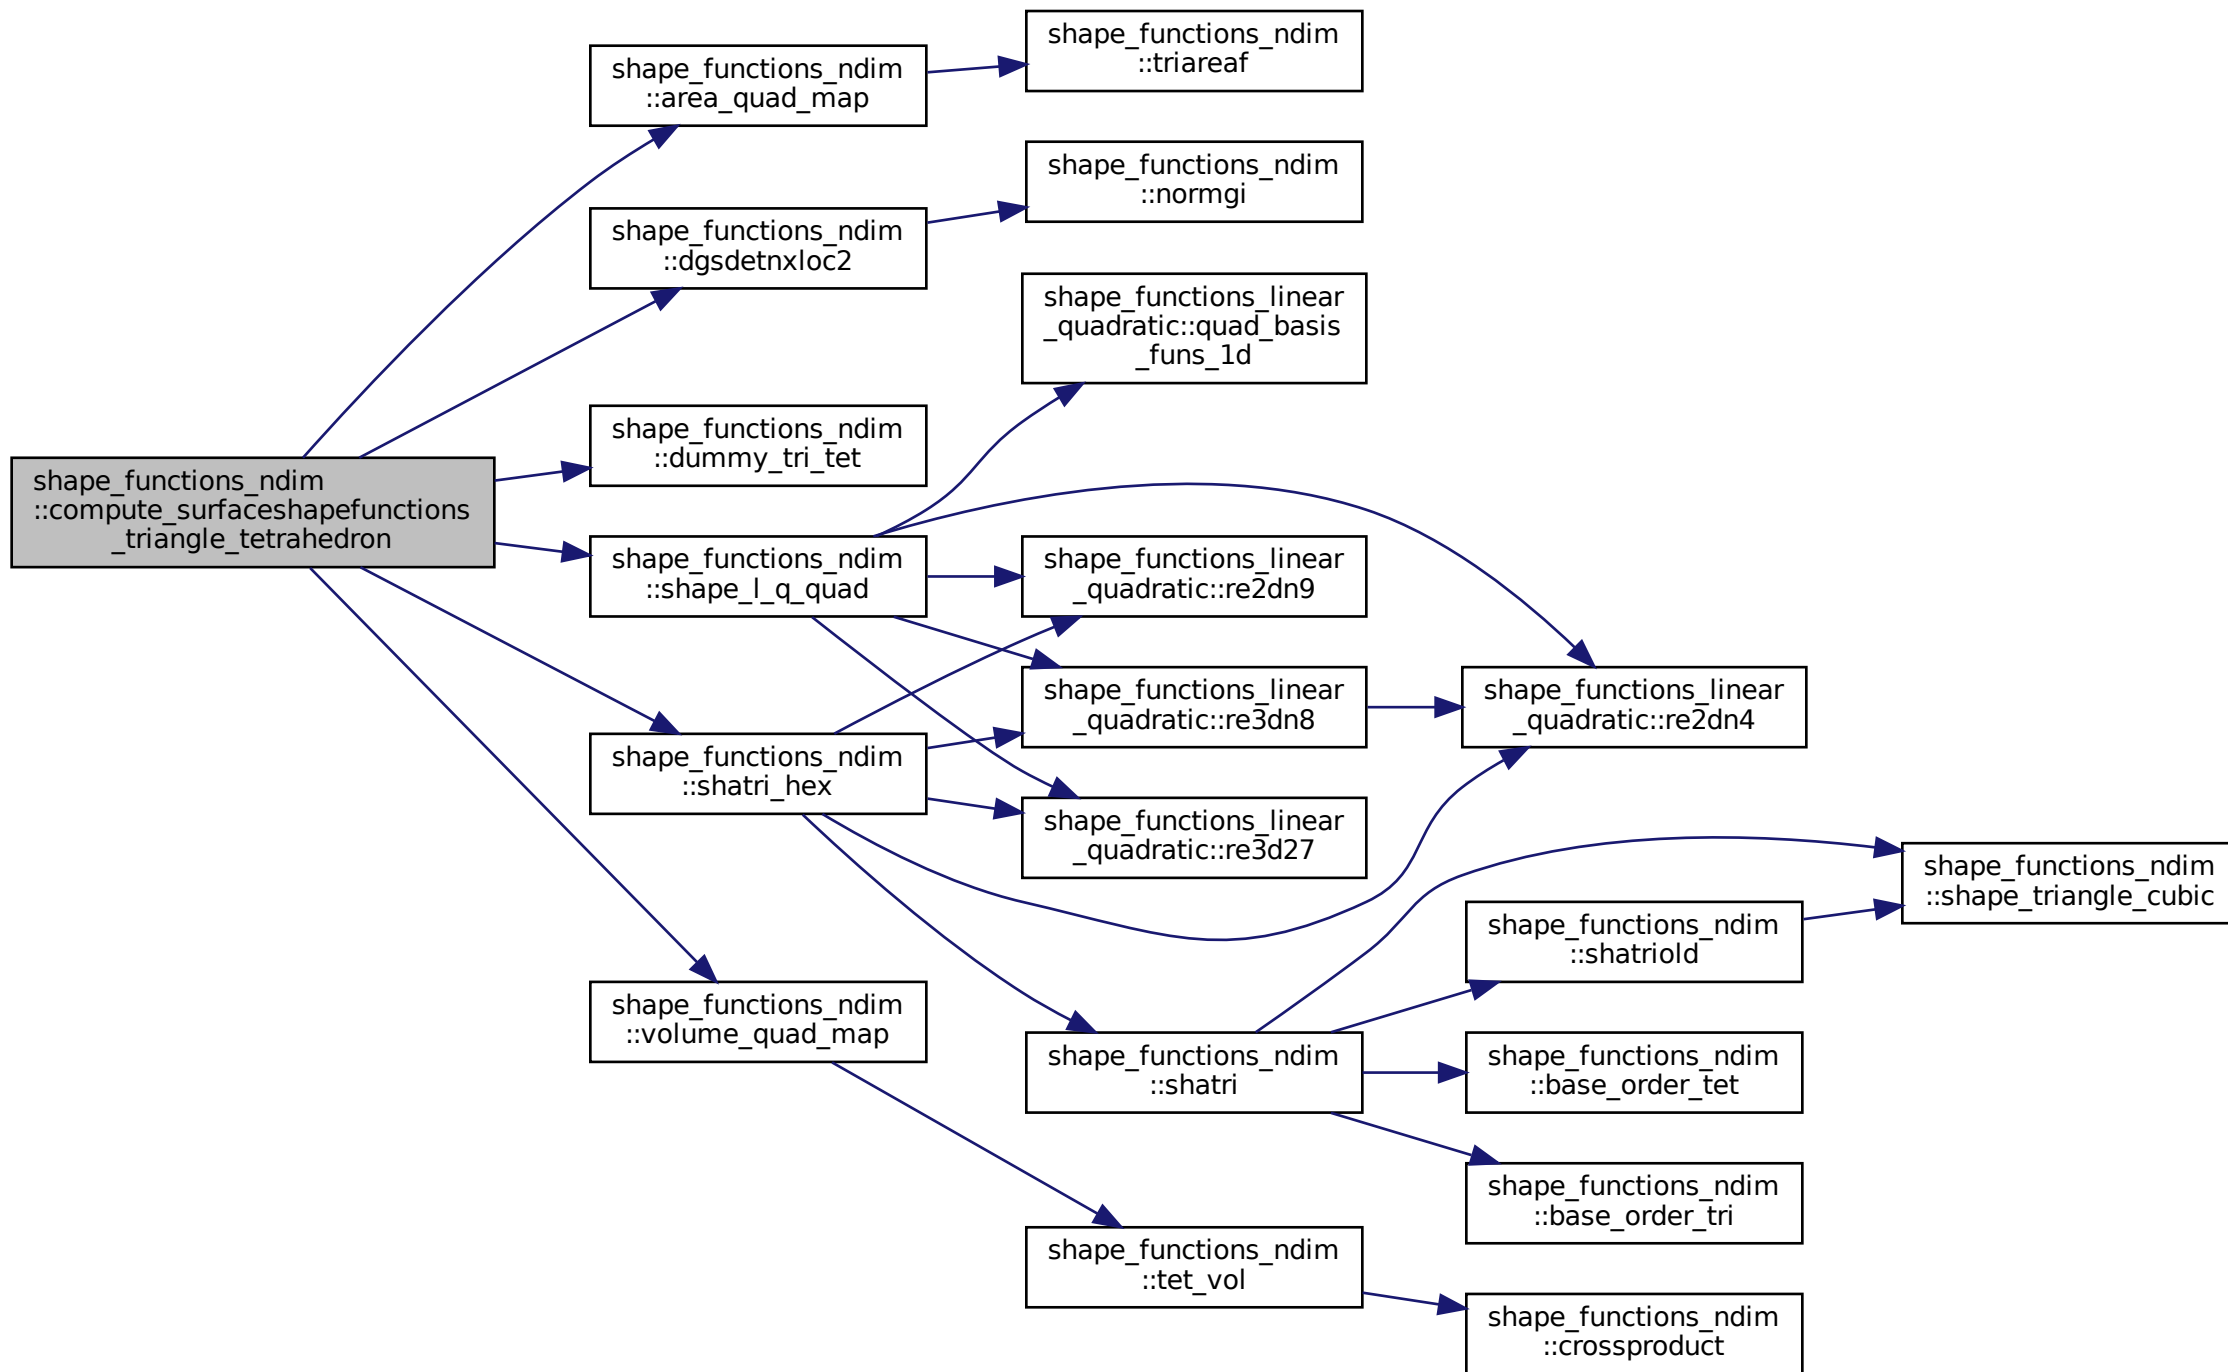 shape_functions_ndim
::compute_surfaceshapefunctions
_triangle_tetrahedron
shape_functions_ndim
::area_quad_map
shape_functions_ndim
::triareaf
shape_functions_ndim
::dgsdetnxloc2
shape_functions_ndim
::normgi
shape_functions_ndim
::dummy_tri_tet
shape_functions_ndim
::shape_l_q_quad
shape_functions_linear
_quadratic::quad_basis
_funs_1d
shape_functions_linear
_quadratic::re2dn9
shape_functions_linear
_quadratic::re3dn8
shape_functions_linear
_quadratic::re2dn4
shape_functions_linear
_quadratic::re3d27
shape_functions_ndim
::shatri_hex
shape_functions_ndim
::shatri
shape_functions_ndim
::shatriold
shape_functions_ndim
::shape_triangle_cubic
shape_functions_ndim
::base_order_tet
shape_functions_ndim
::base_order_tri
shape_functions_ndim
::volume_quad_map
shape_functions_ndim
::tet_vol
shape_functions_ndim
::crossproduct